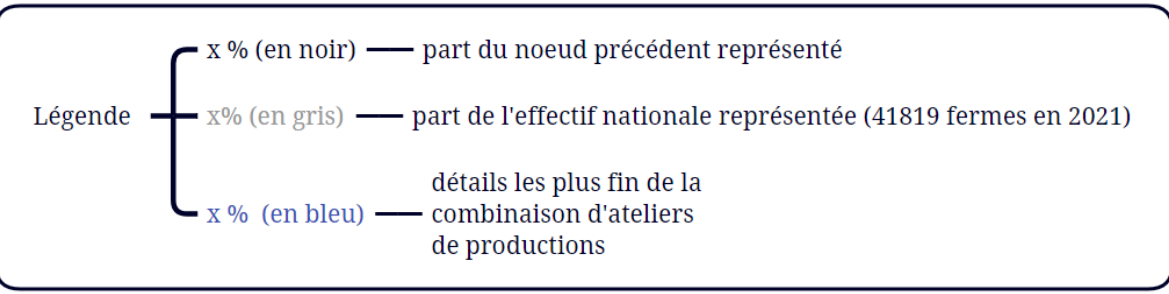 x % (en noir) part du noeud précédent représenté
Légende x% (en gris) part de l'effectif nationale représentée (41819 fermes en 2021)
x % (en bleu) détails les plus fin de la
combinaison d'ateliers
de productions